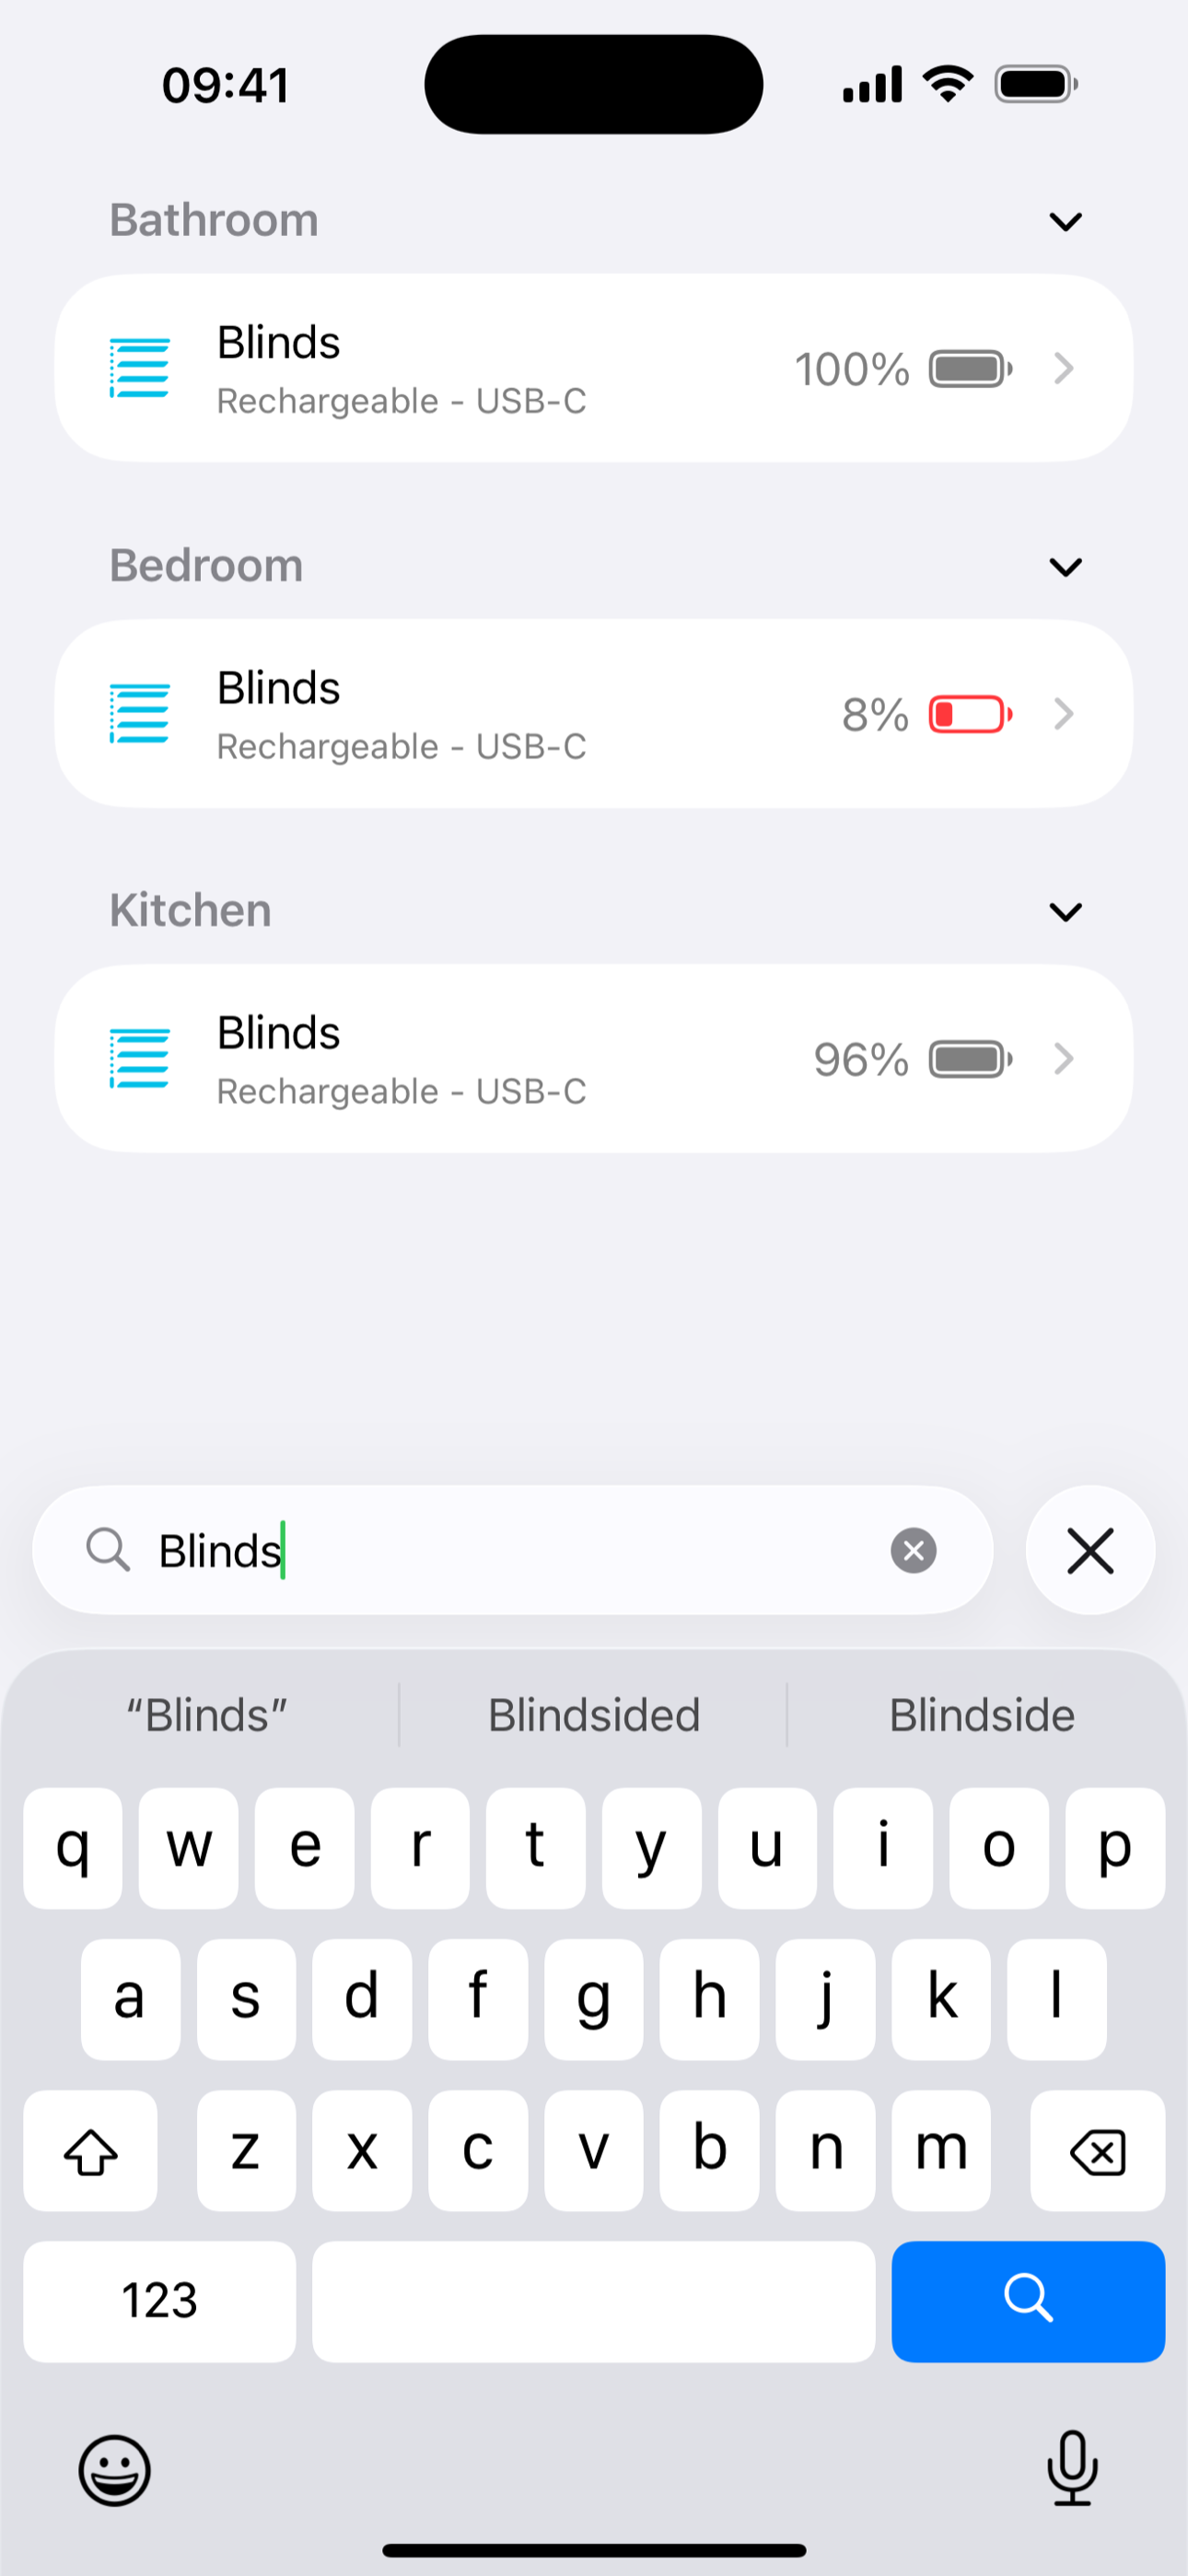 09:41
Bathroom
Blinds
Rechargeable - USB-C
100%
Bedroom
Blinds
Rechargeable - USB-C
8%
Kitchen
Blinds
Rechargeable - USB-C
96%
Blinds
“Blinds” Blindsided Blindside
q w e r t y u i o p
a s d f g h j k l
z x c v b n m
123